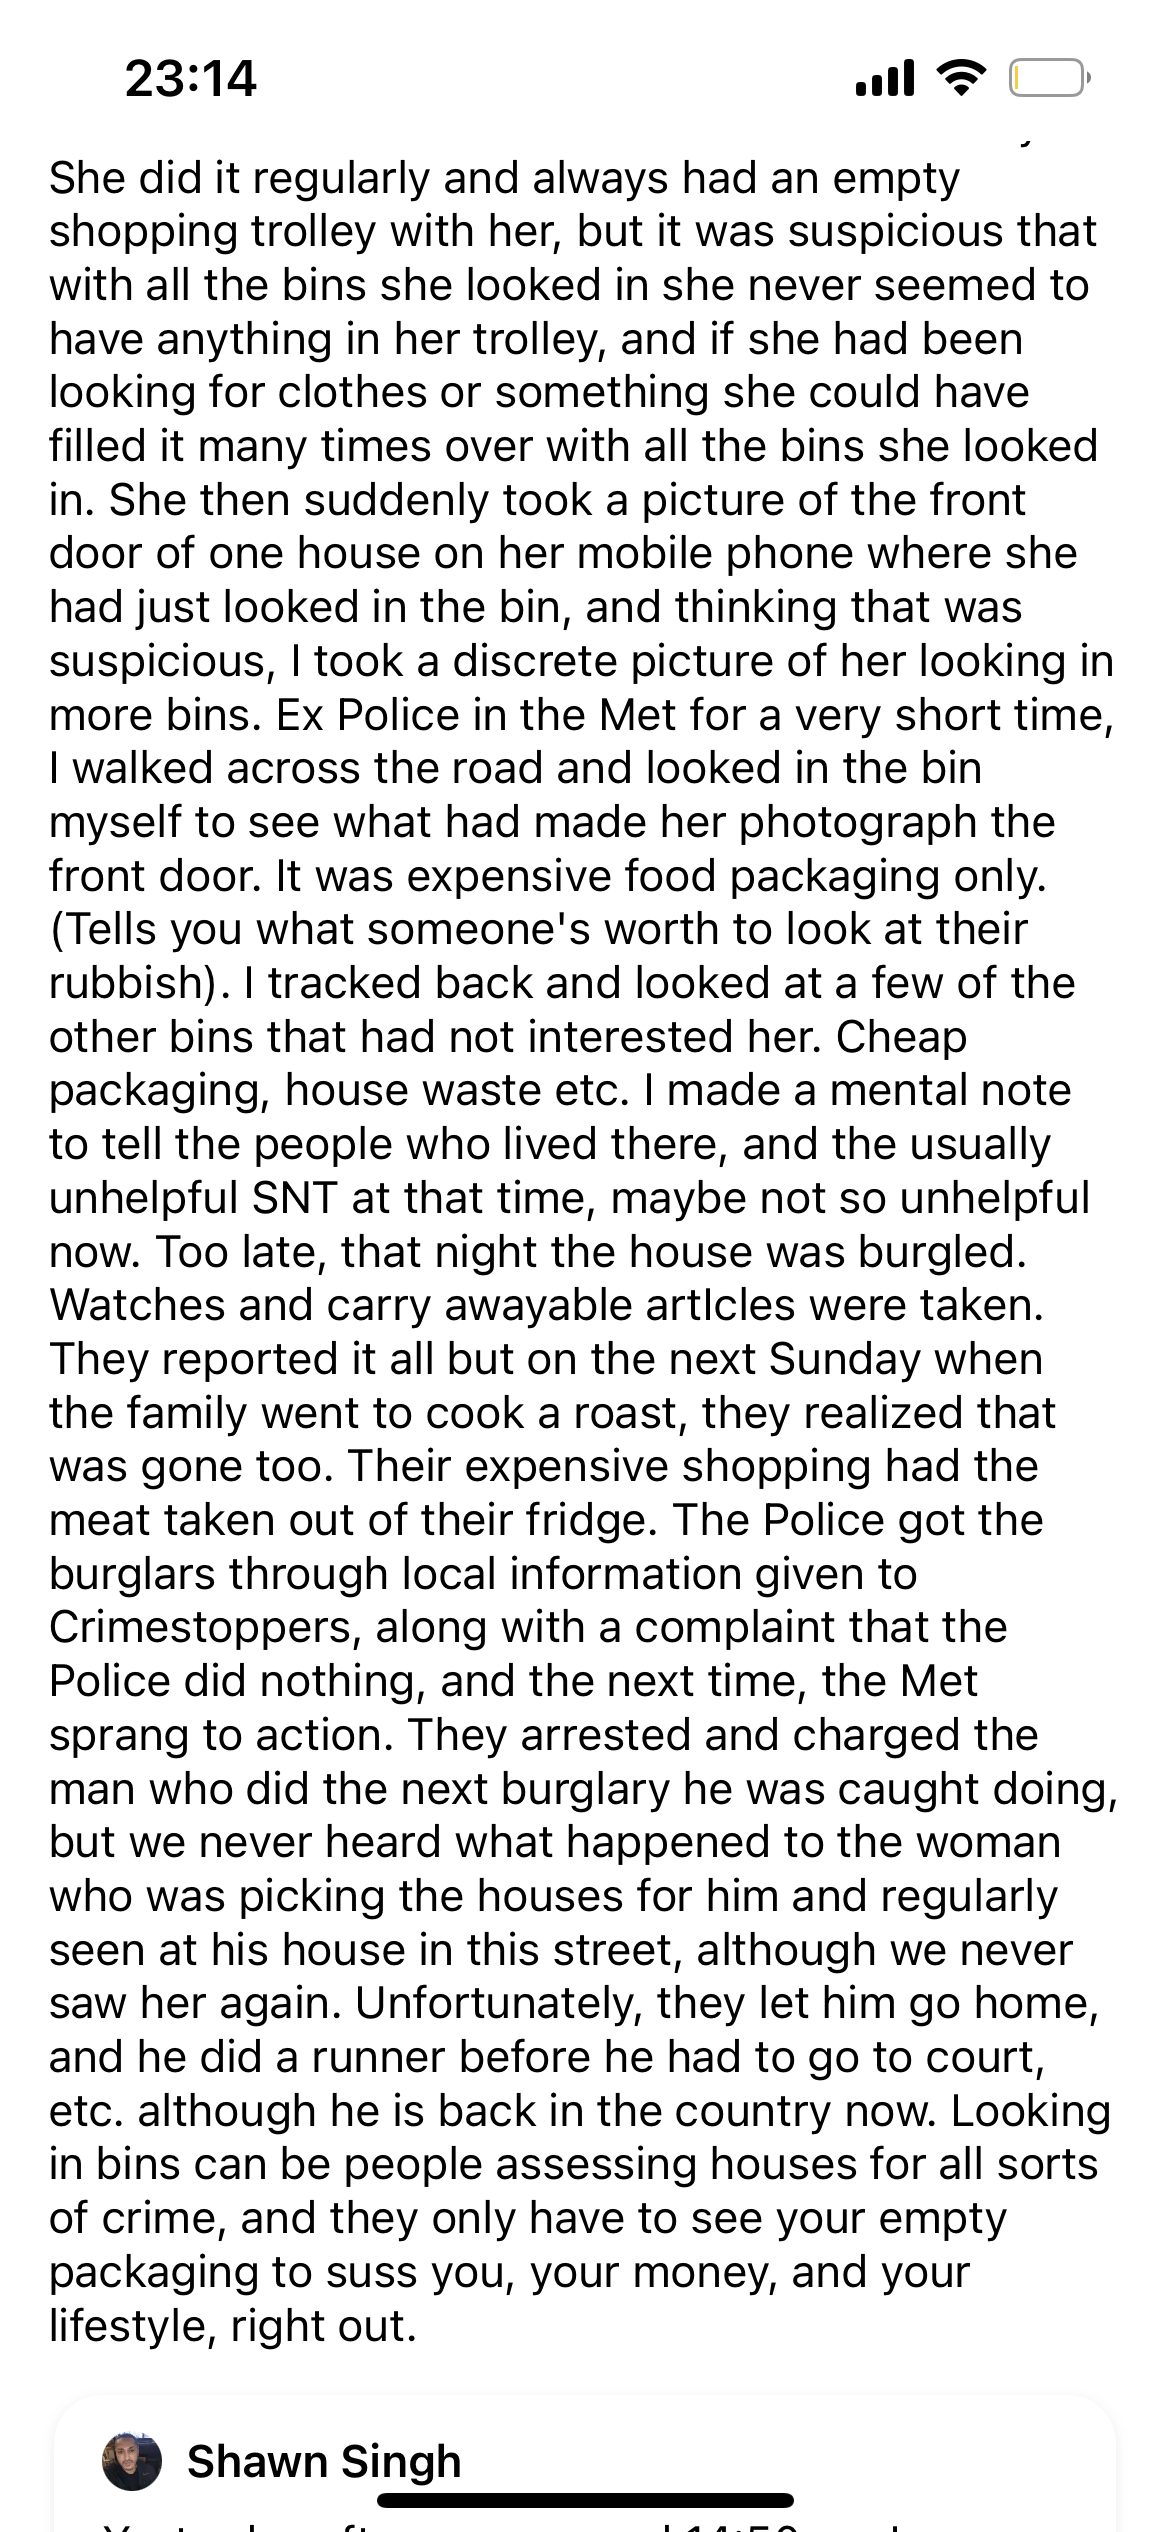 23:14
She did it regularly and always had an empty
shopping trolley with her, but it was suspicious that
with all the bins she looked in she never seemed to
have anything in her trolley, and if she had been
looking for clothes or something she could have
filled it many times over with all the bins she looked
in. She then suddenly took a picture of the front
door of one house on her mobile phone where she
had just looked in the bin, and thinking that was
suspicious, I took a discrete picture of her looking in
more bins. Ex Police in the Met for a very short time,
I walked across the road and looked in the bin
myself to see what had made her photograph the
front door. It was expensive food packaging only.
(Tells you what someone's worth to look at their
rubbish). I tracked back and looked at a few of the
other bins that had not interested her. Cheap
packaging, house waste etc. I made a mental note
to tell the people who lived there, and the usually
unhelpful SNT at that time, maybe not so unhelpful
now. Too late, that night the house was burgled.
Watches and carry awayable artIcles were taken.
They reported it all but on the next Sunday when
the family went to cook a roast, they realized that
was gone too. Their expensive shopping had the
meat taken out of their fridge. The Police got the
burglars through local information given to
Crimestoppers, along with a complaint that the
Police did nothing, and the next time, the Met
sprang to action. They arrested and charged the
man who did the next burglary he was caught doing,
but we never heard what happened to the woman
who was picking the houses for him and regularly
seen at his house in this street, although we never
saw her again. Unfortunately, they let him go home,
and he did a runner before he had to go to court,
etc. although he is back in the country now. Looking
in bins can be people assessing houses for all sorts
of crime, and they only have to see your empty
packaging to suss you, your money, and your
lifestyle, right out.
Shawn Singh